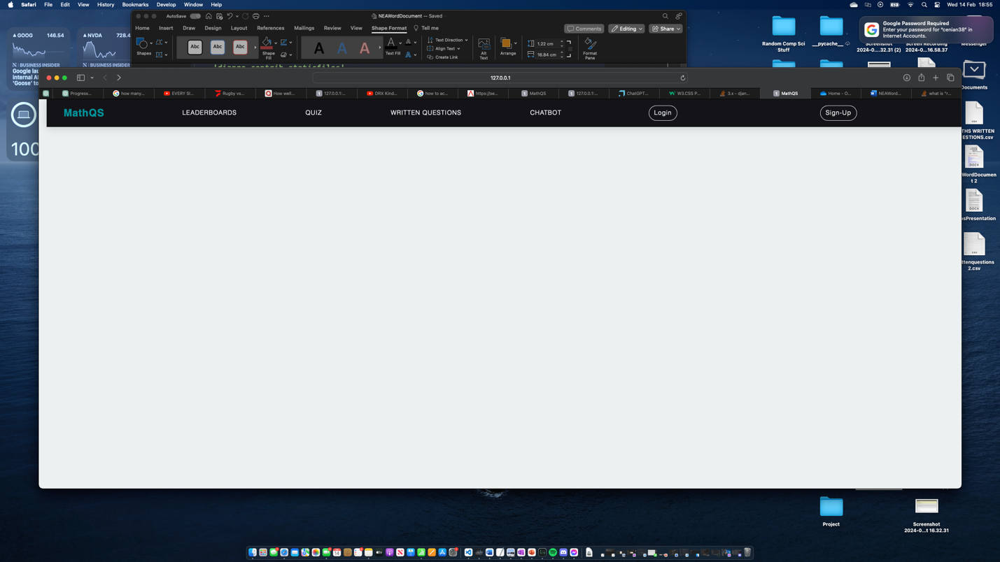 Safari File Edit View History Bookmarks Develop Window Help
Wed 14 Feb 18:55
AutoSave
NEAWordDocument — Saved
Home Insert Draw Design Layout References Mailings Review View Shape Format Tell me
Comments Editing Share
Shapes
Abc Abc Abc
Shape Fill
A A A
Text Fill
Text Direction
Align Text
Create Link
Alt Text
Arrange
1.22 cm
16.84 cm
Format Pane
GOOG 146.54
NVDA 728.4
BUSINESS INSIDER
Google laun
internal AI
'Goose' to
BUSINESS
100
Google Password Required
Enter your password for "cenian38" in
Internet Accounts.
Random Comp Sci Stuff
__pycache__
Messenger
Screenshot 2024-0....32.31 (2)
Screen Recording 2024-0...16.58.37
127.0.0.1
Progress...
how many...
EVERY SI...
Rugby vs...
How well...
127.0.0.1:...
DRX Kind...
how to ac...
https://se...
MathQS
127.0.0.1:...
ChatGPT...
W3.CSS P...
3.x - djan...
MathQS
Home - O...
NEAWord...
what is "r...
MathQS LEADERBOARDS QUIZ WRITTEN QUESTIONS CHATBOT Login Sign-Up
Documents
THS WRITTEN
ESTIONS.csv
WordDocumen
t 2
sPresentation
ttenquestions
2.csv
Project
Screenshot
2024-0...t 16.32.31